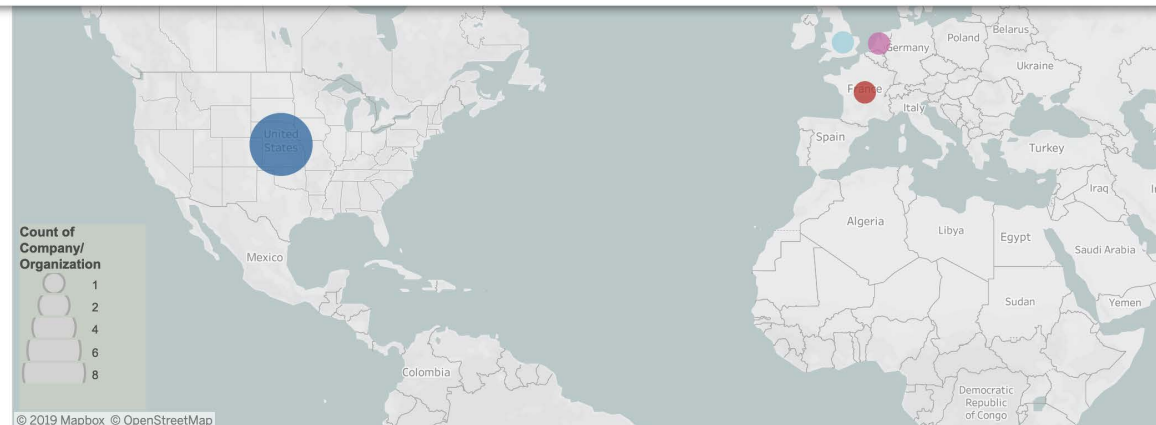 Belarus
Poland
Germany
Ukraine
France
Italy
United
States
Spain
Turkey
Iraq
Algeria
Libya
Egypt
Saudi Arabia
Mexico
Sudan
Yemen
Colombia
Democratic
Republic
of Congo
Count of
Company/
Organization
1
2
4
6
8
© 2019 Mapbox © OpenStreetMap